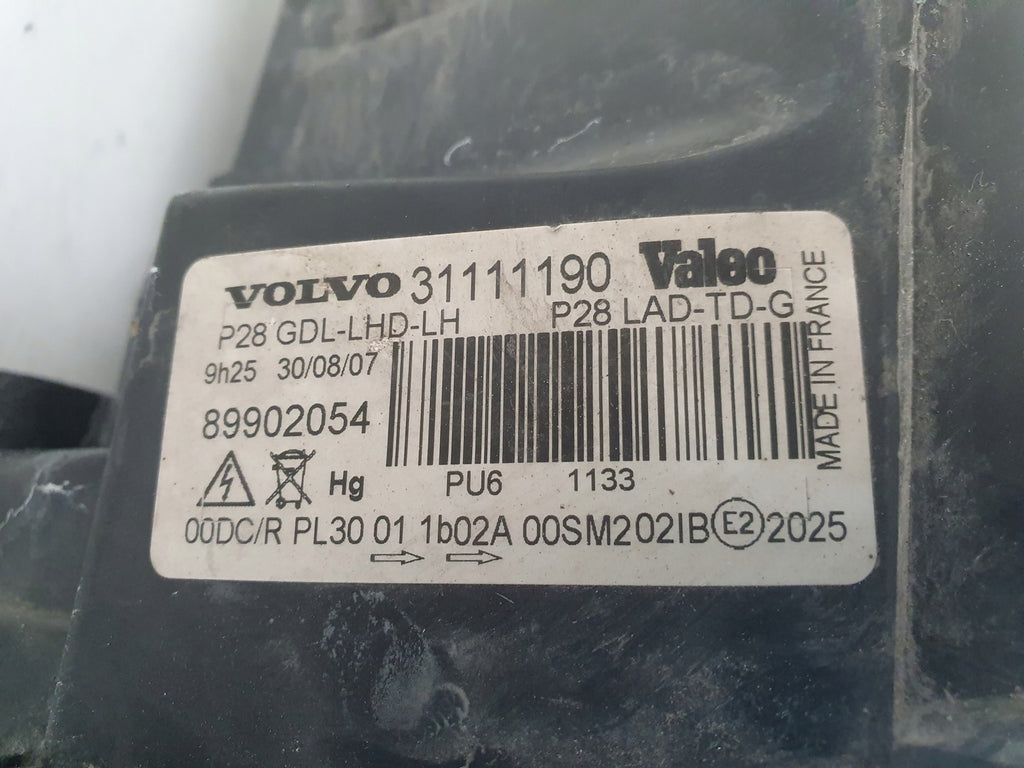 VOLVO 31111190 Valeo
P28 GDL-LHD-LH P28 LAD-TD-G
9h25 30/08/07
89902054
Hg PU6 1133
00DC/R PL30 01 1b02A 00SM202IB E2 2025
MADE IN FRANCE